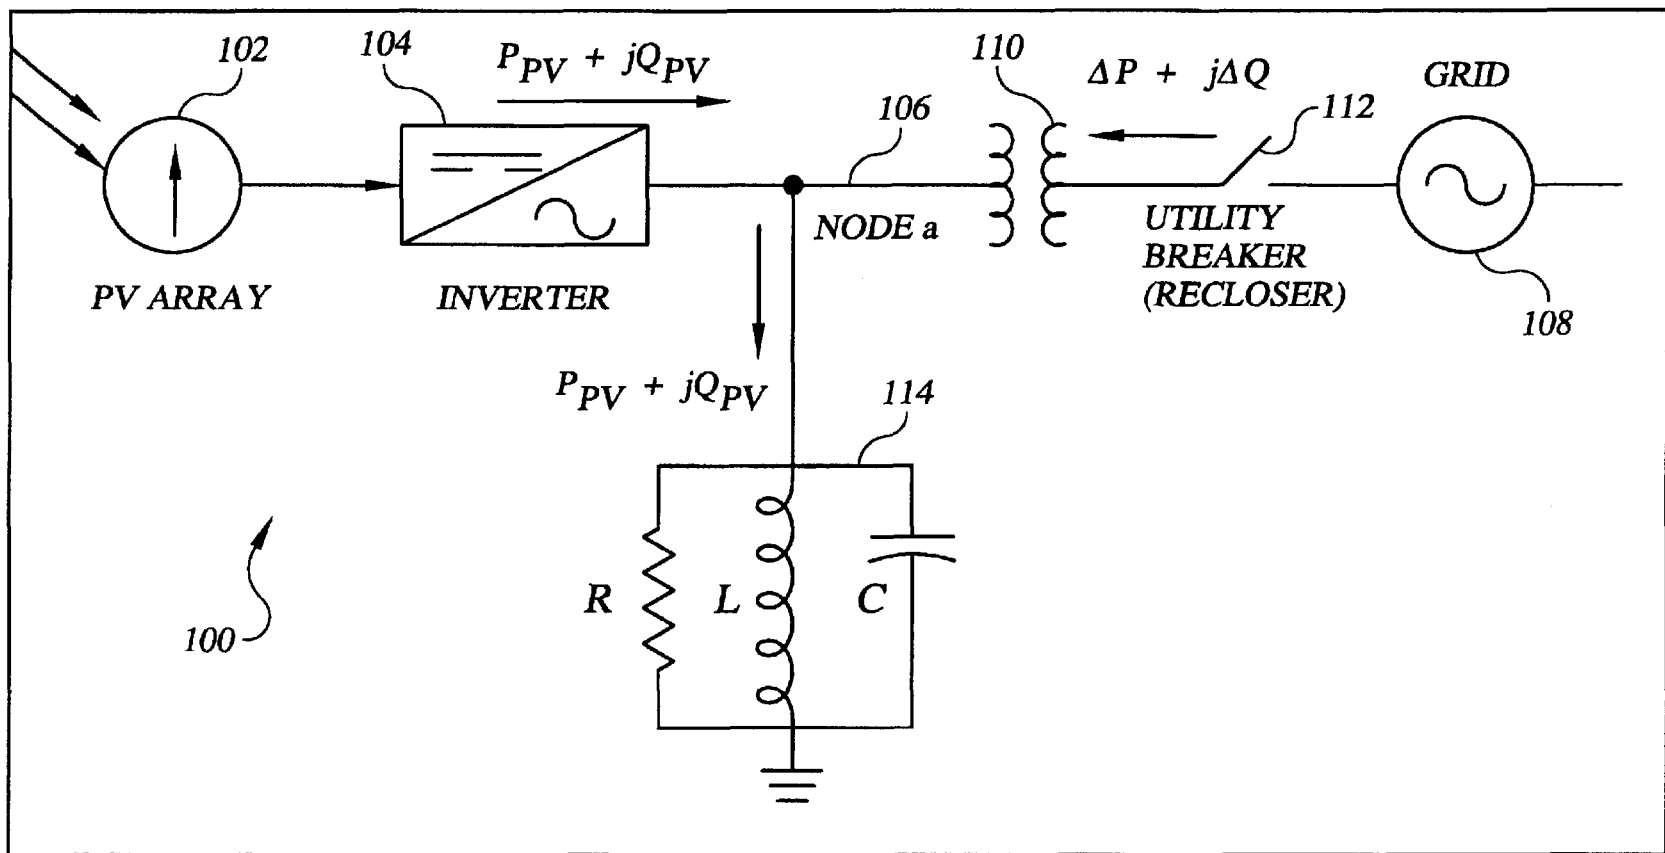 102
104
P_PV + jQ_PV
106
110
ΔP + jΔQ
112
GRID
NODE a
UTILITY
BREAKER
(RECLOSER)
108
PV ARRAY
INVERTER
P_PV + jQ_PV
114
R
L
C
100